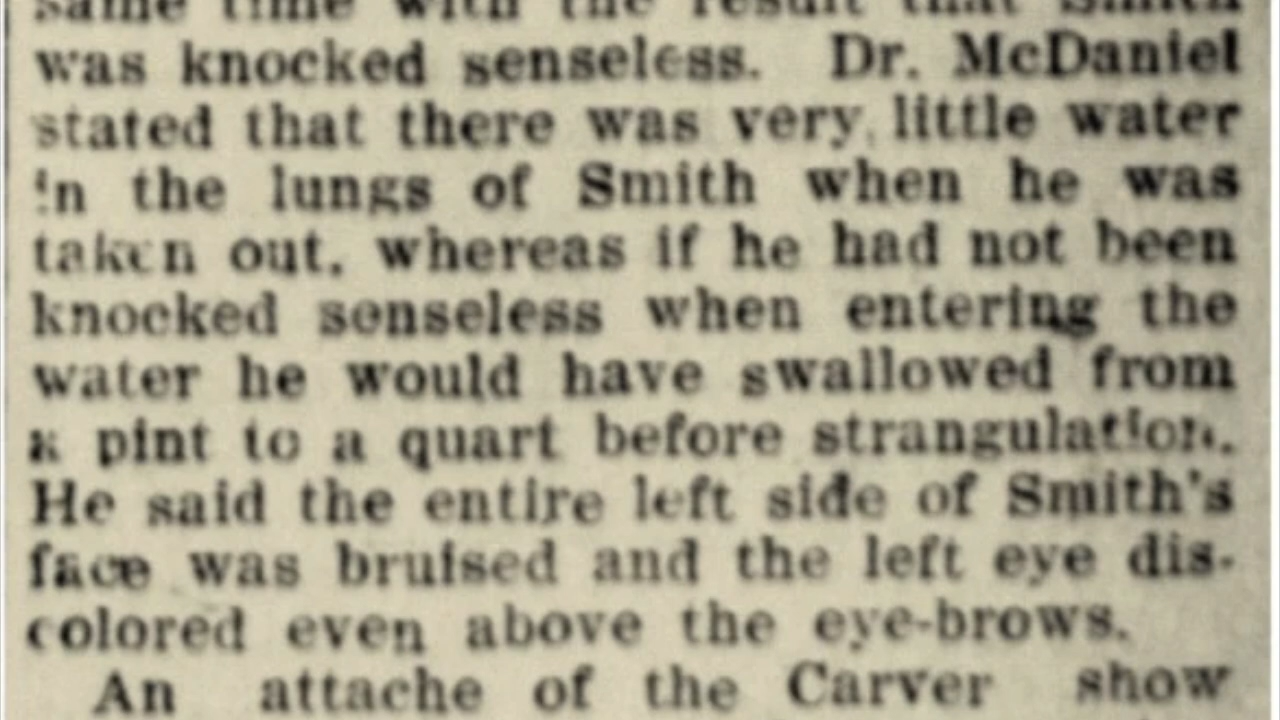 same time with the result that Smith
was knocked senseless. Dr. McDaniel
stated that there was very little water
in the lungs of Smith when he was
taken out, whereas if he had not been
knocked senseless when entering the
water he would have swallowed from
a pint to a quart before strangulation.
He said the entire left side of Smith's
face was bruised and the left eye dis-
colored even above the eye-brows.
An attache of the Carver show